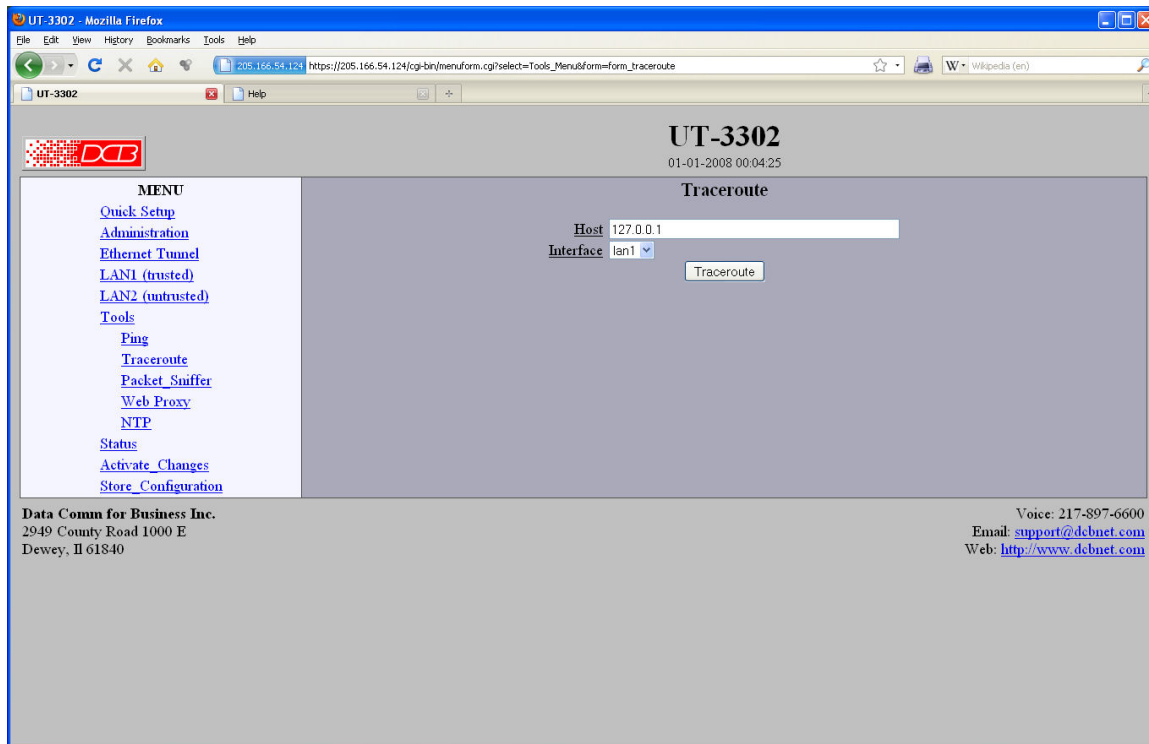 UT-3302 - Mozilla Firefox
File Edit View History Bookmarks Tools Help
205.166.54.124 https://205.166.54.124/cgi-bin/menuform.cgi?select=Tools_Menu&form=form_traceroute
W Wikipedia (en)
UT-3302 Help
DCB
UT-3302
01-01-2008 00:04:25
MENU
Quick Setup
Administration
Ethernet Tunnel
LAN1 (trusted)
LAN2 (untrusted)
Tools
Ping
Traceroute
Packet_Sniffer
Web Proxy
NTP
Status
Activate_Changes
Store_Configuration
Traceroute
Host 127.0.0.1
Interface lan1
Traceroute
Data Comm for Business Inc.
2949 County Road 1000 E
Dewey, Il 61840
Voice: 217-897-6600
Email: support@dcbnet.com
Web: http://www.dcbnet.com